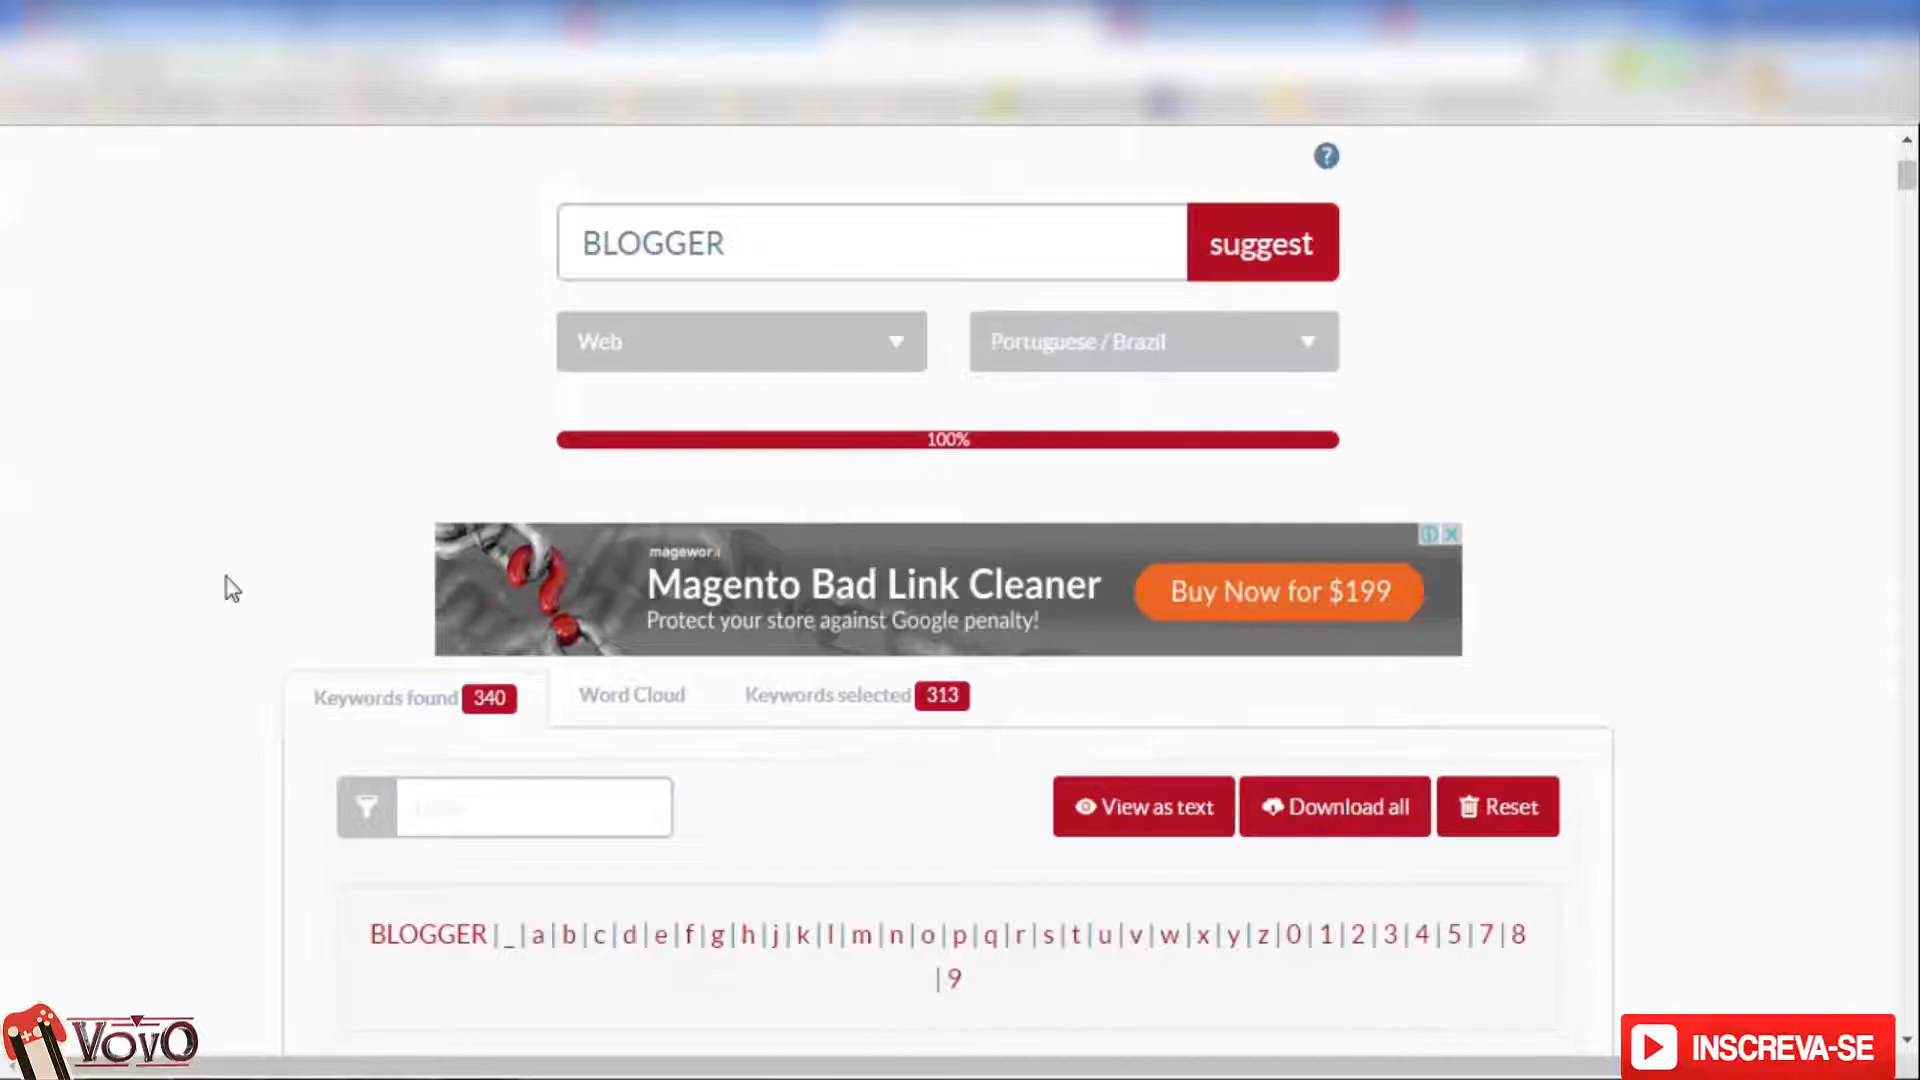 ?
BLOGGER
suggest
Web
Portuguese / Brazil
100%
mageworx
Magento Bad Link Cleaner
Protect your store against Google penalty!
Buy Now for $199
Keywords found 340
Word Cloud
Keywords selected 313
View as text
Download all
Reset
BLOGGER | _ | a | b | c | d | e | f | g | h | j | k | l | m | n | o | p | q | r | s | t | u | v | w | x | y | z | 0 | 1 | 2 | 3 | 4 | 5 | 7 | 8
| 9
VOVO
INSCREVA-SE